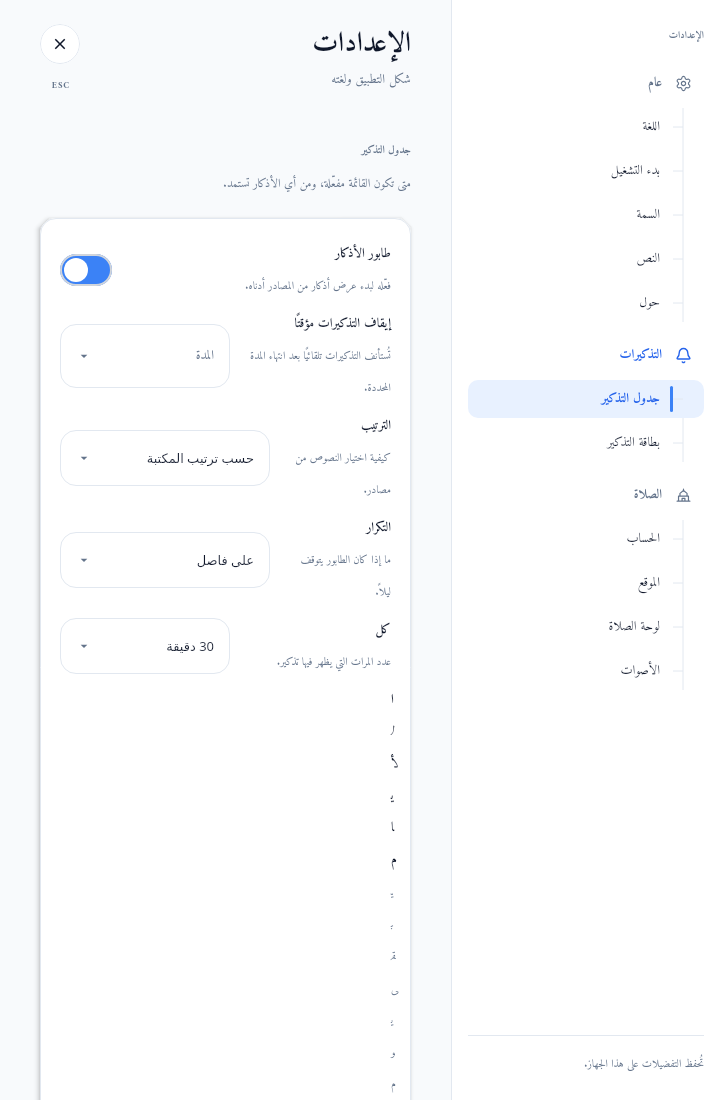 الإعدادات
عام
اللغة
بدء التشغيل
السمة
النص
حول
التذكيرات
جدول التذكير
بطاقة التذكير
الصلاة
الحساب
الموقع
لوحة الصلاة
الأصوات
تُحفظ التفضيلات على هذا الجهاز.
الإعدادات
شكل التطبيق ولغته
ESC
جدول التذكير
متى تكون القائمة مفعّلة، ومن أي الأذكار تستمد.
طابور الأذكار
فعّله لبدء عرض أذكار من المصادر أدناه.
إيقاف التذكيرات مؤقتًا
تُستأنف التذكيرات تلقائيًا بعد انتهاء المدة
المحددة.
المدة
الترتيب
كيفية اختيار النصوص من
مصادر.
حسب ترتيب المكتبة
التكرار
ما إذا كان الطابور يتوقف
ليلاً.
على فاصل
كل
عدد المرات التي يظهر فيها تذكير.
30 دقيقة
ا
ل
أ
ي
ا
م